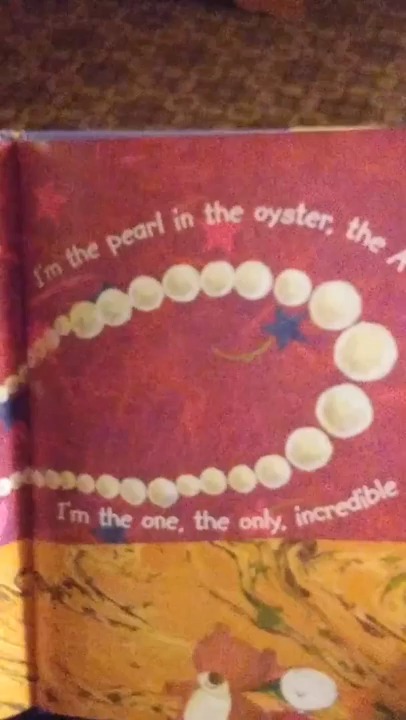 I'm the pearl in the oyster, the
I'm the one, the only, incredible